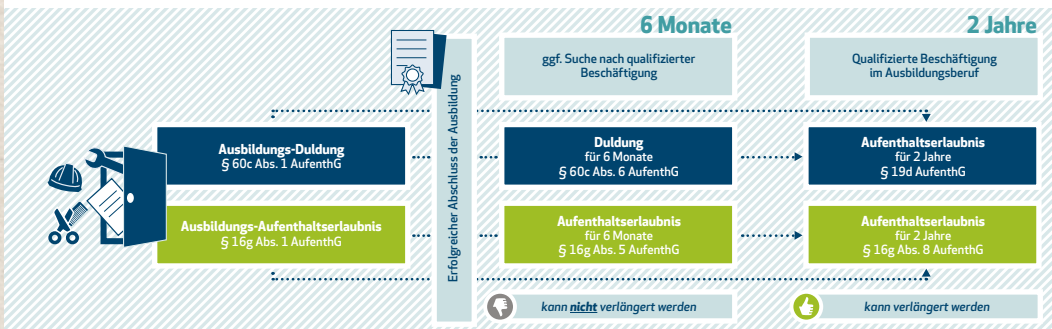 6 Monate
2 Jahre
ggf. Suche nach qualifizierter
Beschäftigung
Qualifizierte Beschäftigung
im Ausbildungsberuf
Erfolgreicher Abschluss der Ausbildung
Ausbildungs-Duldung
§ 60c Abs. 1 AufenthG
Duldung
für 6 Monate
§ 60c Abs. 6 AufenthG
Aufenthaltserlaubnis
für 2 Jahre
§ 19d AufenthG
Ausbildungs-Aufenthaltserlaubnis
§ 16g Abs. 1 AufenthG
Aufenthaltserlaubnis
für 6 Monate
§ 16g Abs. 5 AufenthG
Aufenthaltserlaubnis
für 2 Jahre
§ 16g Abs. 8 AufenthG
kann nicht verlängert werden
kann verlängert werden